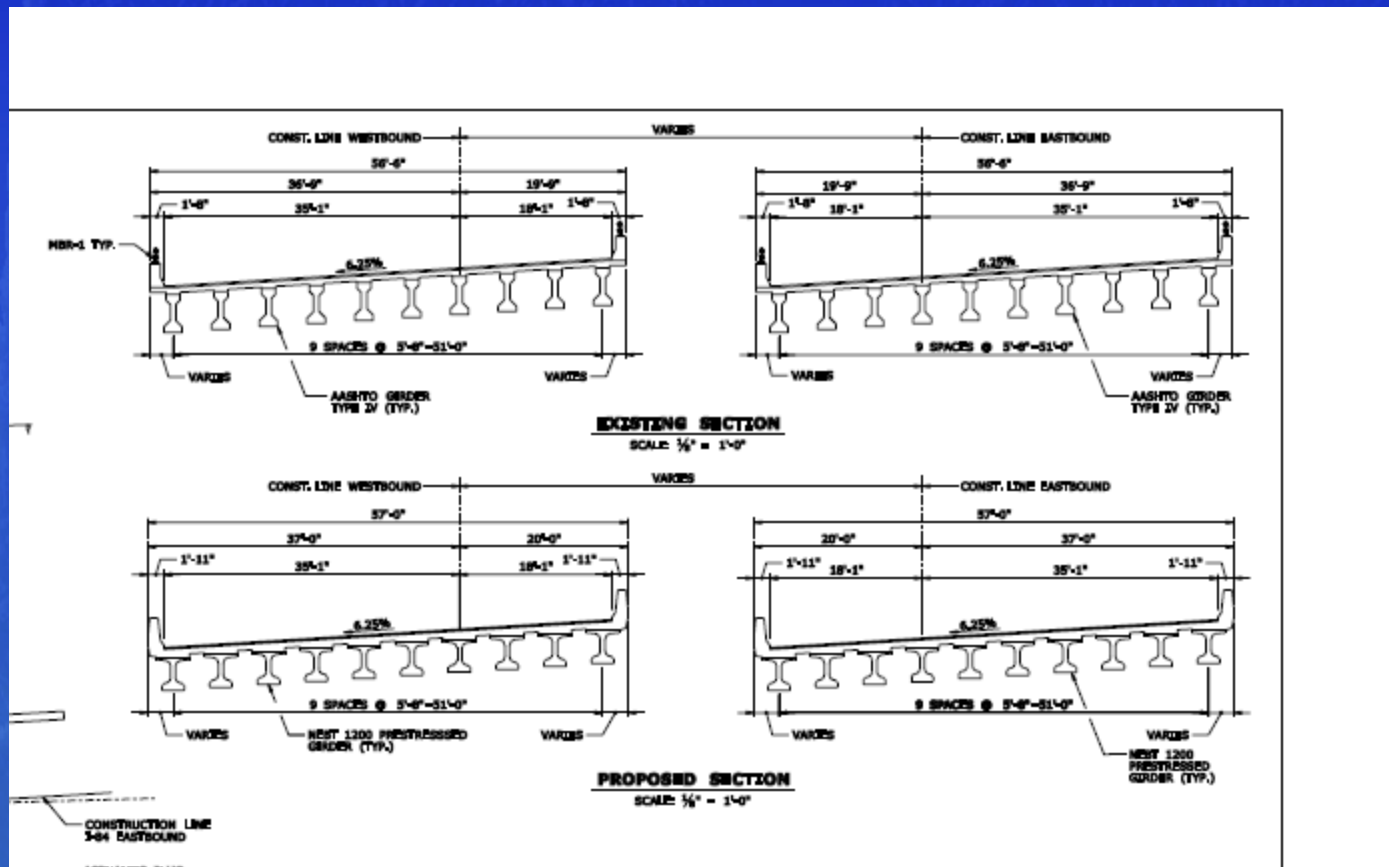 CONST. LINE WESTBOUND
VARIES
CONST. LINE EASTBOUND
56'-6"
56'-6"
36'-9"
19'-9"
19'-9"
36'-9"
1'-8"
35'-1"
18'-1"
1'-8"
1'-8"
18'-1"
35'-1"
1'-8"
MBR-1 TYP.
6.25%
6.25%
9 SPACES @ 5'-8"=51'-0"
9 SPACES @ 5'-8"=51'-0"
VARIES
VARIES
VARIES
VARIES
AASHTO GIRDER
TYPE IV (TYP.)
AASHTO GIRDER
TYPE IV (TYP.)
EXISTING SECTION
SCALE: ⅛" = 1'-0"
CONST. LINE WESTBOUND
VARIES
CONST. LINE EASTBOUND
57'-0"
57'-0"
37'-0"
20'-0"
20'-0"
37'-0"
1'-11"
35'-1"
18'-1"
1'-11"
1'-11"
18'-1"
35'-1"
1'-11"
6.25%
6.25%
9 SPACES @ 5'-8"=51'-0"
9 SPACES @ 5'-8"=51'-0"
VARIES
VARIES
VARIES
VARIES
NEXT 1200 PRESTRESSSED
GIRDER (TYP.)
PRESTRESSED
GIRDER (TYP.)
PROPOSED SECTION
SCALE: ⅛" = 1'-0"
CONSTRUCTION LINE
I-84 EASTBOUND